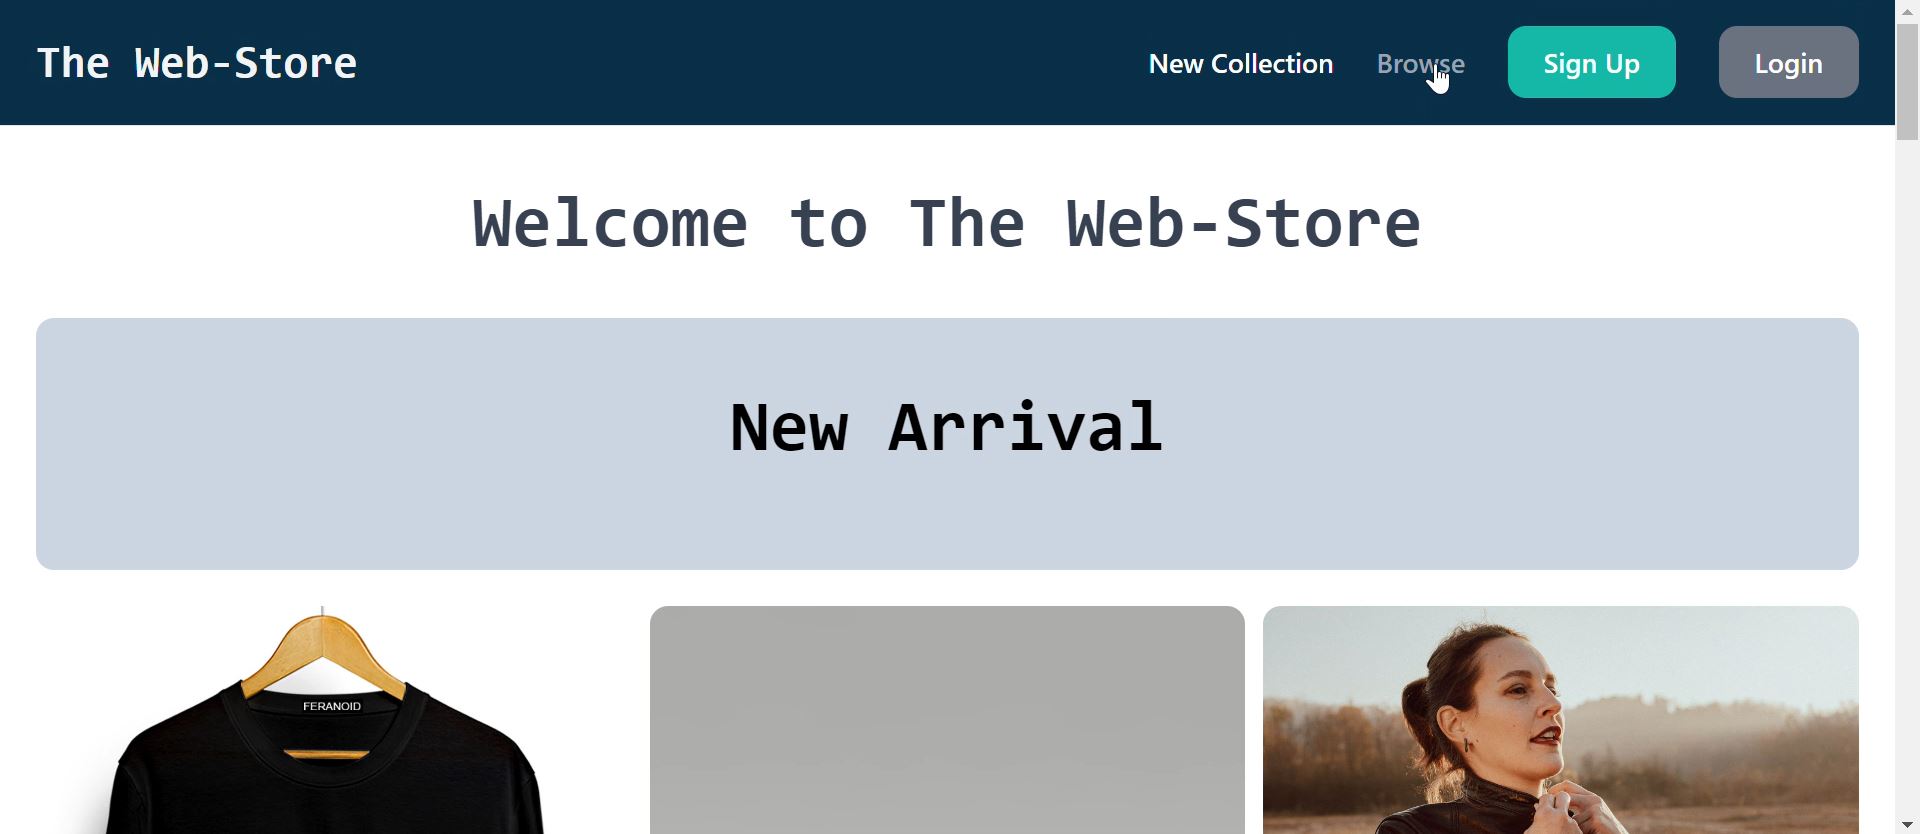 The Web-Store
New Collection
Browse
Sign Up
Login
Welcome to The Web-Store
New Arrival
FERANOID